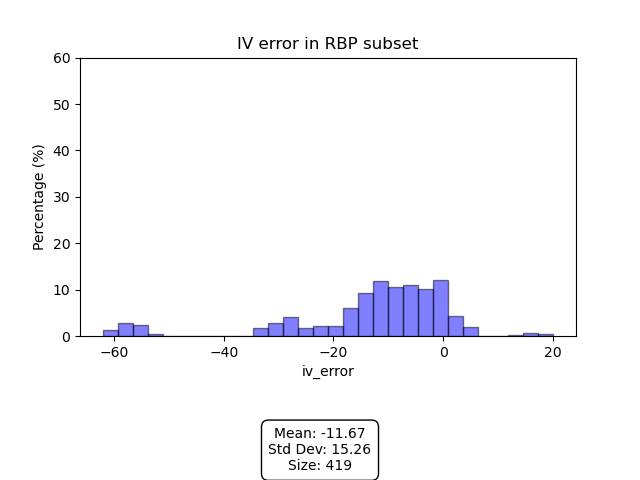 IV error in RBP subset
60
50
40
30
20
10
0
Percentage (%)
−60
−40
−20
0
20
iv_error
Mean: -11.67
Std Dev: 15.26
Size: 419